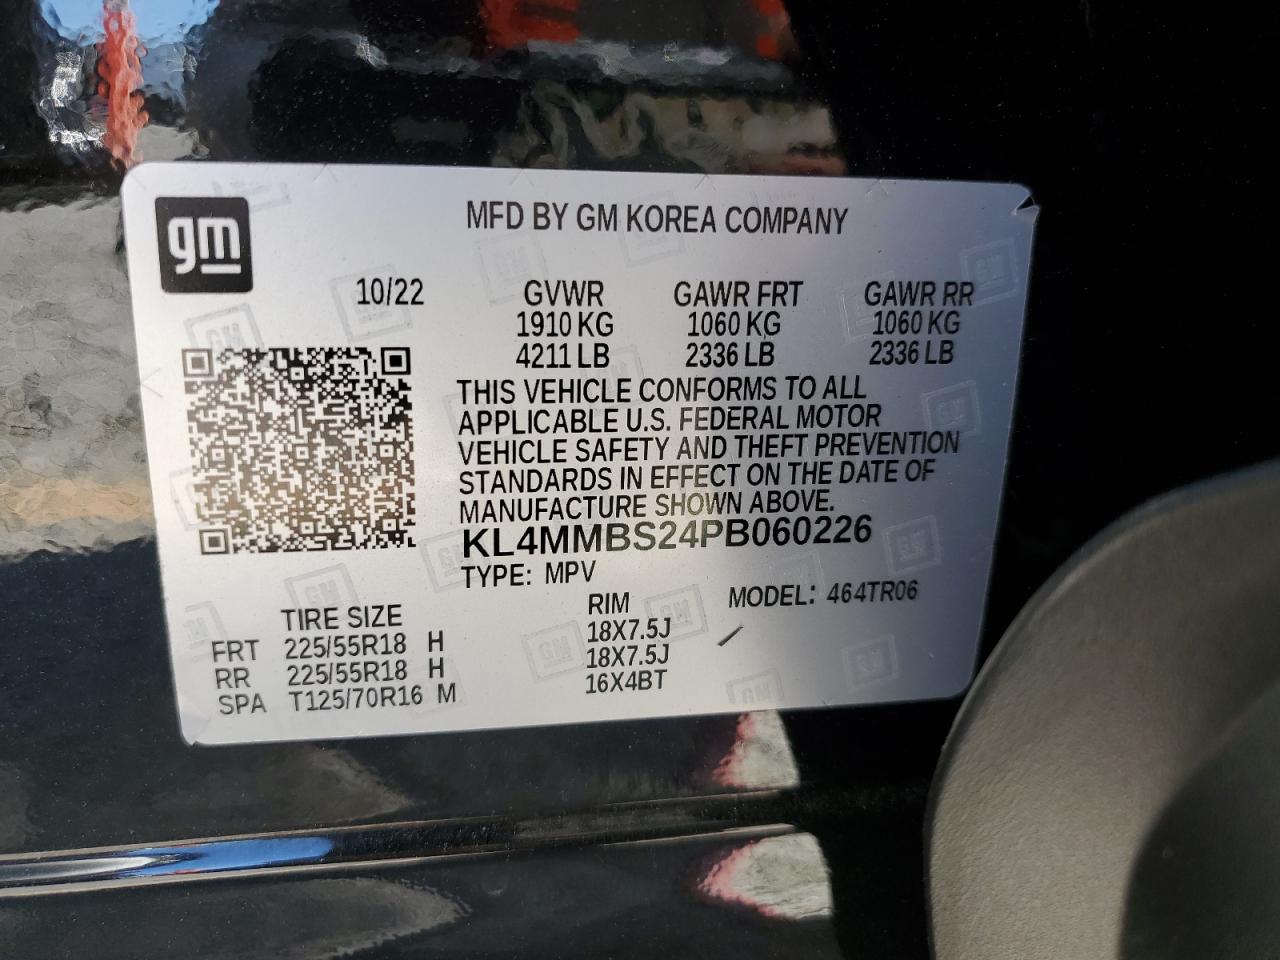 gm
MFD BY GM KOREA COMPANY
10/22 GVWR GAWR FRT GAWR RR
1910 KG 1060 KG 1060 KG
4211 LB 2336 LB 2336 LB
THIS VEHICLE CONFORMS TO ALL
APPLICABLE U.S. FEDERAL MOTOR
VEHICLE SAFETY AND THEFT PREVENTION
STANDARDS IN EFFECT ON THE DATE OF
MANUFACTURE SHOWN ABOVE.
KL4MMBS24PB060226
TYPE: MPV
MODEL: 464TR06
TIRE SIZE RIM
FRT 225/55R18 H 18X7.5J
RR 225/55R18 H 18X7.5J
SPA T125/70R16 M 16X4BT